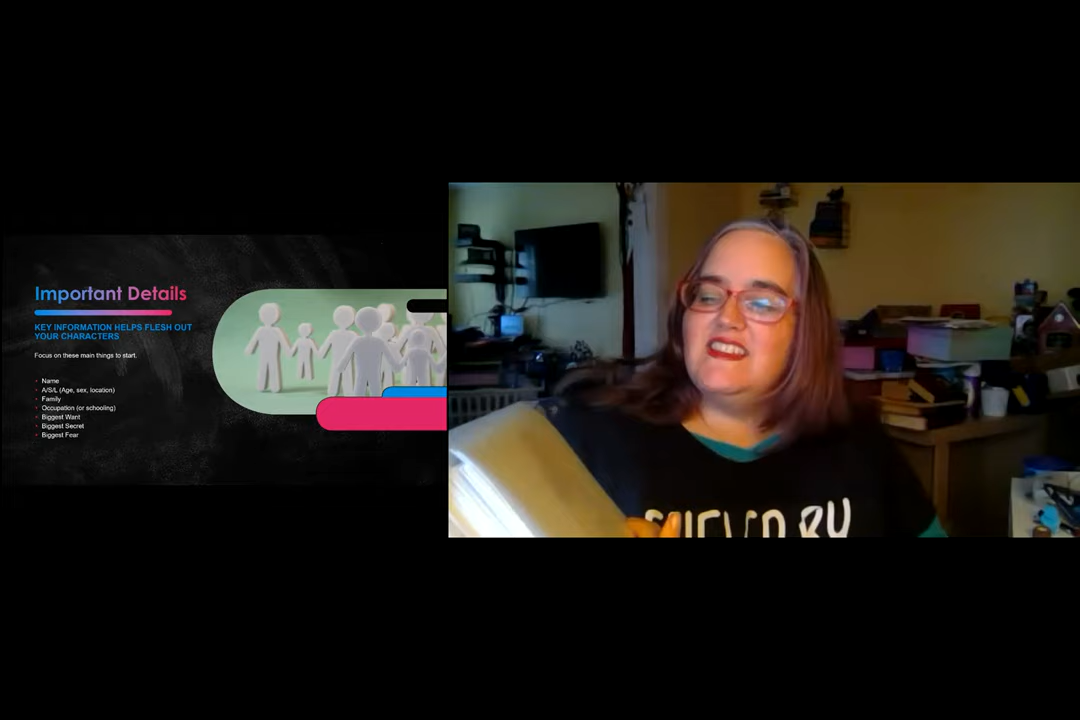 Important Details
KEY INFORMATION HELPS FLESH OUT
YOUR CHARACTERS
Focus on these main things to start.
Name
A/S/L (Age, sex, location)
Family
Occupation (or schooling)
Biggest Want
Biggest Secret
Biggest Fear